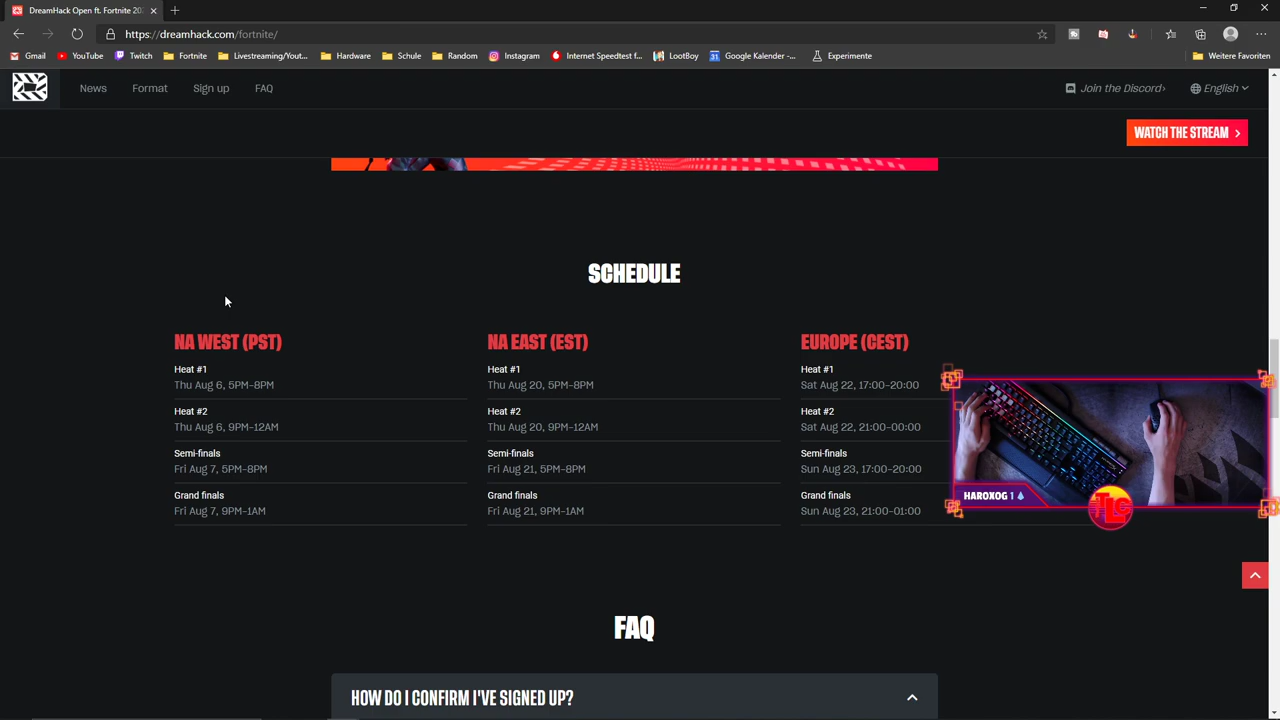 DreamHack Open ft. Fortnite 20
https://dreamhack.com/fortnite/
Gmail YouTube Twitch Fortnite Livestreaming/Yout... Hardware Schule Random Instagram Internet Speedtest f... LootBoy Google Kalender -... Experimente Weitere Favoriten
News Format Sign up FAQ Join the Discord› English
WATCH THE STREAM
SCHEDULE
NA WEST (PST)
Heat #1
Thu Aug 6, 5PM-8PM
Heat #2
Thu Aug 6, 9PM-12AM
Semi-finals
Fri Aug 7, 5PM-8PM
Grand finals
Fri Aug 7, 9PM-1AM
NA EAST (EST)
Heat #1
Thu Aug 20, 5PM-8PM
Heat #2
Thu Aug 20, 9PM-12AM
Semi-finals
Fri Aug 21, 5PM-8PM
Grand finals
Fri Aug 21, 9PM-1AM
EUROPE (CEST)
Heat #1
Sat Aug 22, 17:00-20:00
Heat #2
Sat Aug 22, 21:00-00:00
Semi-finals
Sun Aug 23, 17:00-20:00
Grand finals
Sun Aug 23, 21:00-01:00
HAROXOG 1
TLC
FAQ
HOW DO I CONFIRM I'VE SIGNED UP?